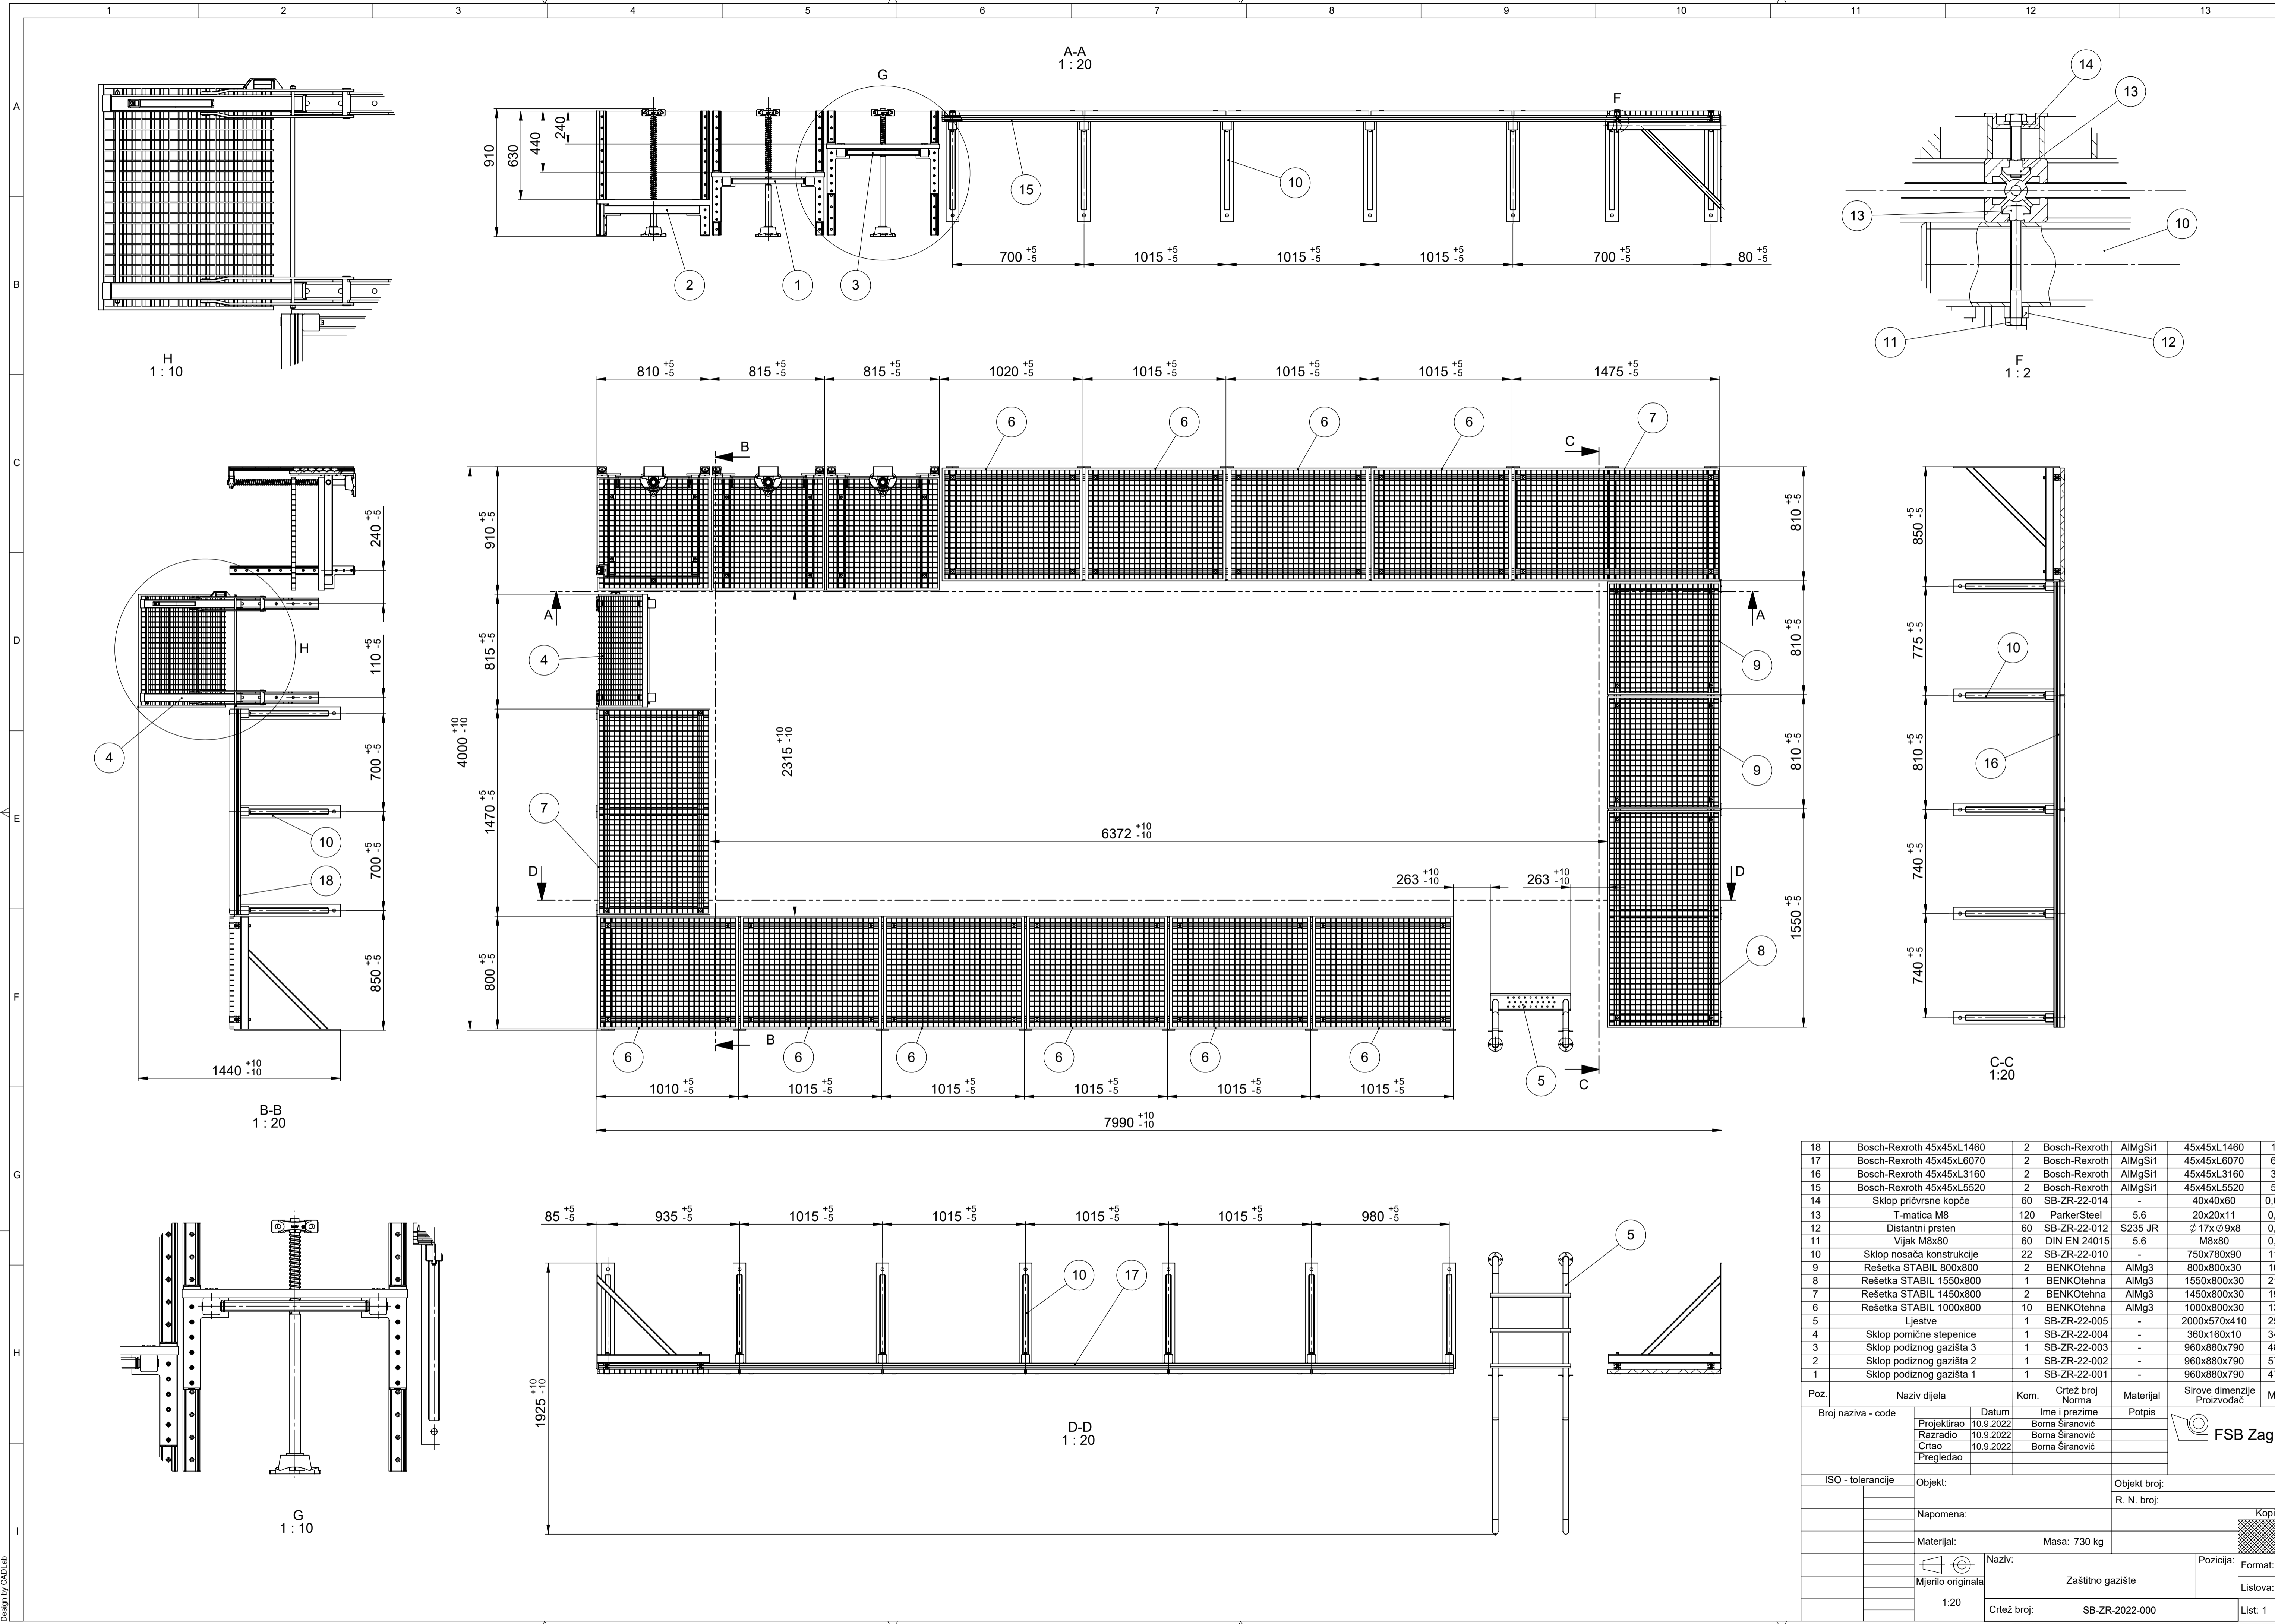 1 2 3 4 5 6 7 8 9 10 11 12 13
A
B
C
D
E
F
G
H
I
Design by CADLab
H
1 : 10
A-A
1 : 20
G
F
910
630
440
240
15
10
2
1
3
700 +5 -5
1015 +5 -5
1015 +5 -5
1015 +5 -5
700 +5 -5
80 +5 -5
14
13
13
10
11
12
F
1 : 2
810 +5 -5
815 +5 -5
815 +5 -5
1020 +5 -5
1015 +5 -5
1015 +5 -5
1015 +5 -5
1475 +5 -5
6
6
6
6
7
B
C
240 +5 -5
H
110 +5 -5
4
700 +5 -5
10
700 +5 -5
18
850 +5 -5
1440 +10 -10
B-B
1 : 20
4000 +10 -10
910 +5 -5
815 +5 -5
1470 +5 -5
800 +5 -5
A
A
4
7
2315 +10 -10
6372 +10 -10
D
D
263 +10 -10
263 +10 -10
810 +5 -5
810 +5 -5
810 +5 -5
1550 +5 -5
9
9
8
6
B
6
6
6
6
6
5
C
1010 +5 -5
1015 +5 -5
1015 +5 -5
1015 +5 -5
1015 +5 -5
1015 +5 -5
7990 +10 -10
850 +5 -5
775 +5 -5
10
810 +5 -5
16
740 +5 -5
740 +5 -5
C-C
1:20
G
1 : 10
85 +5 -5
935 +5 -5
1015 +5 -5
1015 +5 -5
1015 +5 -5
1015 +5 -5
980 +5 -5
10
17
5
1925 +10 -10
D-D
1 : 20
18 Bosch-Rexroth 45x45xL1460 2 Bosch-Rexroth AlMgSi1 45x45xL1460
17 Bosch-Rexroth 45x45xL6070 2 Bosch-Rexroth AlMgSi1 45x45xL6070
16 Bosch-Rexroth 45x45xL3160 2 Bosch-Rexroth AlMgSi1 45x45xL3160
15 Bosch-Rexroth 45x45xL5520 2 Bosch-Rexroth AlMgSi1 45x45xL5520
14 Sklop pričvrsne kopče 60 SB-ZR-22-014 - 40x40x60
13 T-matica M8 120 ParkerSteel 5.6 20x20x11
12 Distantni prsten 60 SB-ZR-22-012 S235 JR ∅17x∅9x8
11 Vijak M8x80 60 DIN EN 24015 5.6 M8x80
10 Sklop nosača konstrukcije 22 SB-ZR-22-010 - 750x780x90
9 Rešetka STABIL 800x800 2 BENKOtehna AlMg3 800x800x30
8 Rešetka STABIL 1550x800 1 BENKOtehna AlMg3 1550x800x30
7 Rešetka STABIL 1450x800 2 BENKOtehna AlMg3 1450x800x30
6 Rešetka STABIL 1000x800 10 BENKOtehna AlMg3 1000x800x30
5 Ljestve 1 SB-ZR-22-005 - 2000x570x410
4 Sklop pomične stepenice 1 SB-ZR-22-004 - 360x160x10
3 Sklop podiznog gazišta 3 1 SB-ZR-22-003 - 960x880x790
2 Sklop podiznog gazišta 2 1 SB-ZR-22-002 - 960x880x790
1 Sklop podiznog gazišta 1 1 SB-ZR-22-001 - 960x880x790
Poz. Naziv dijela Kom. Crtež broj Norma Materijal Sirove dimenzije Proizvođač
Broj naziva - code Datum Ime i prezime Potpis
Projektirao 10.9.2022 Borna Širanović
Razradio 10.9.2022 Borna Širanović
Crtao 10.9.2022 Borna Širanović
Pregledao
FSB
ISO - tolerancije Objekt: Objekt broj:
R. N. broj:
Napomena:
Materijal: Masa: 730 kg
Naziv: Zaštitno gazište
Pozicija: Format:
Listova:
Mjerilo originala
1:20
Crtež broj: SB-ZR-2022-000
List: 1